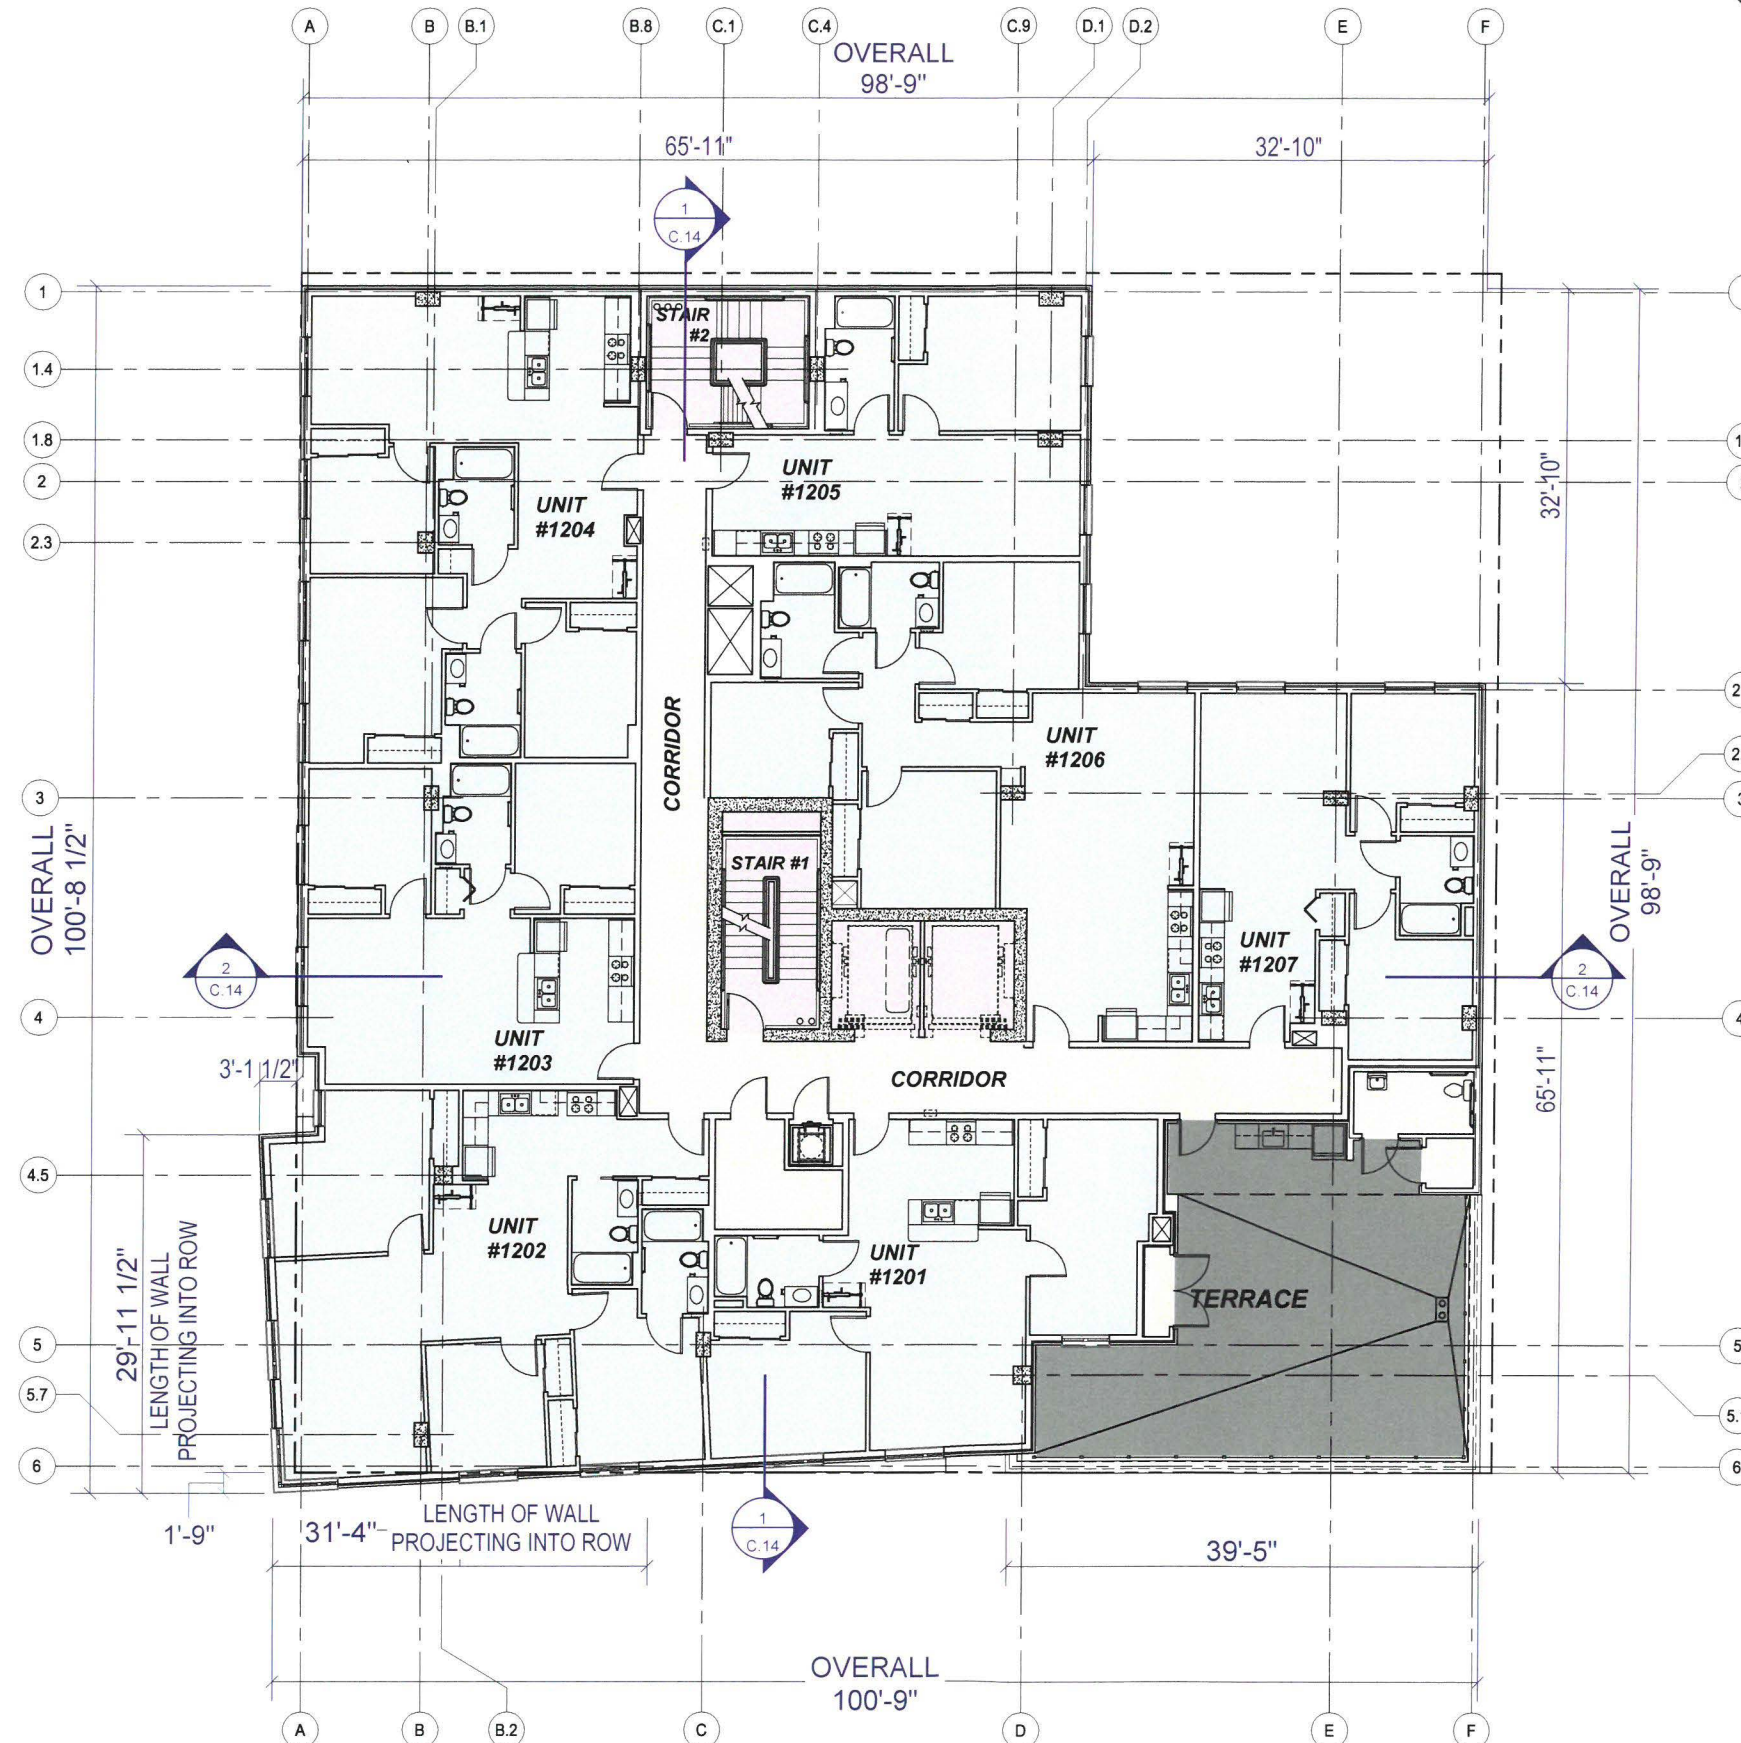 A B B.1 B.8 C.1 C.4 C.9 D.1 D.2 E F
OVERALL
98'-9"
65'-11"
32'-10"
1
C.14
1
1.4
1.8
2
2.3
3
4
4.5
5
5.7
6
STAIR
#2
UNIT
#1205
UNIT
#1204
32'-10"
CORRIDOR
UNIT
#1206
OVERALL
100'-8 1/2"
OVERALL
98'-9"
STAIR #1
UNIT
#1207
2
C.14
2
C.14
UNIT
#1203
CORRIDOR
3'-1 1/2"
65'-11"
UNIT
#1202
UNIT
#1201
TERRACE
29'-11 1/2"
LENGTH OF WALL
PROJECTING INTO ROW
1'-9"
31'-4"
LENGTH OF WALL
PROJECTING INTO ROW
1
C.14
39'-5"
OVERALL
100'-9"
A B B.2 C D E F